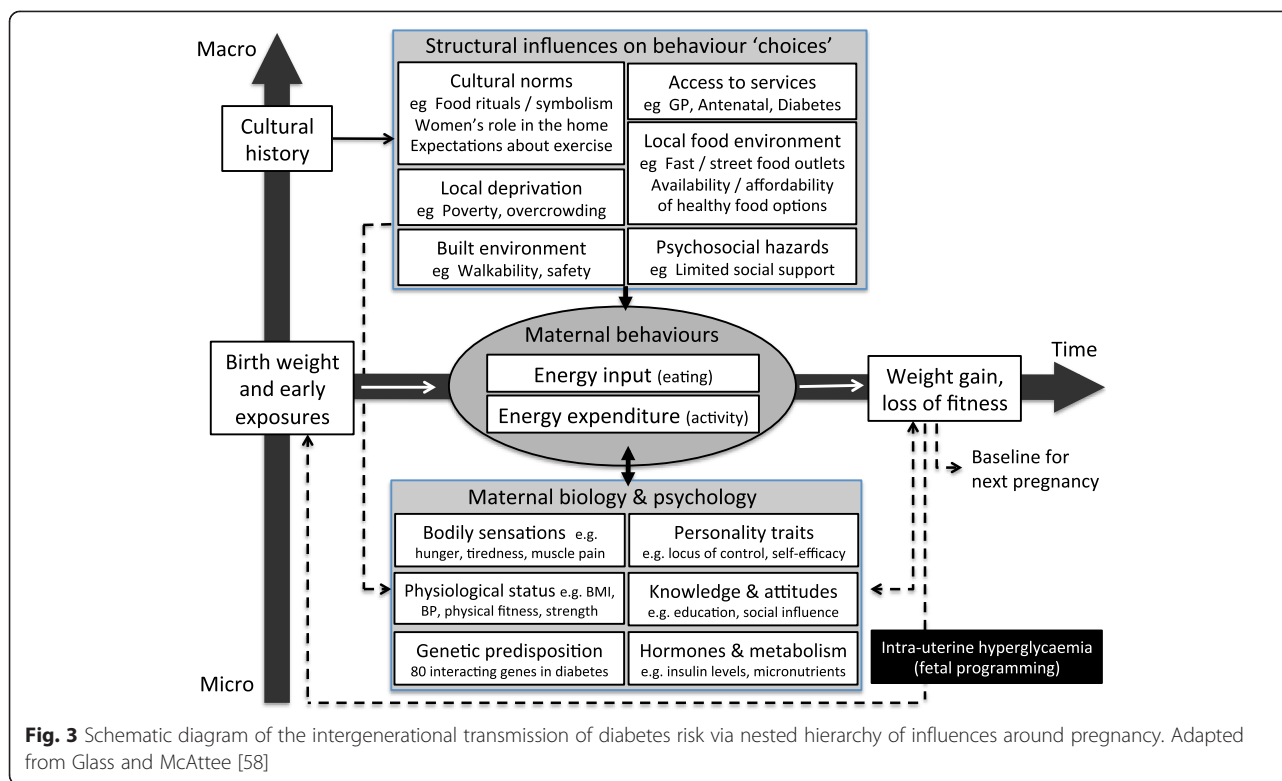 Macro
Structural influences on behaviour ‘choices’
Cultural norms
eg Food rituals / symbolism
Women’s role in the home
Expectations about exercise
Access to services
eg GP, Antenatal, Diabetes
Cultural
history
Local food environment
eg Fast / street food outlets
Availability / affordability
of healthy food options
Local deprivation
eg Poverty, overcrowding
Built environment
eg Walkability, safety
Psychosocial hazards
eg Limited social support
Birth weight
and early
exposures
Maternal behaviours
Energy input (eating)
Energy expenditure (activity)
Time
Weight gain,
loss of fitness
Baseline for
next pregnancy
Maternal biology & psychology
Bodily sensations e.g.
hunger, tiredness, muscle pain
Personality traits
e.g. locus of control, self-efficacy
Physiological status e.g. BMI,
BP, physical fitness, strength
Knowledge & attitudes
e.g. education, social influence
Genetic predisposition
80 interacting genes in diabetes
Hormones & metabolism
e.g. insulin levels, micronutrients
Intra-uterine hyperglycaemia
(fetal programming)
Micro
Fig. 3 Schematic diagram of the intergenerational transmission of diabetes risk via nested hierarchy of influences around pregnancy. Adapted
from Glass and McAttee [58]